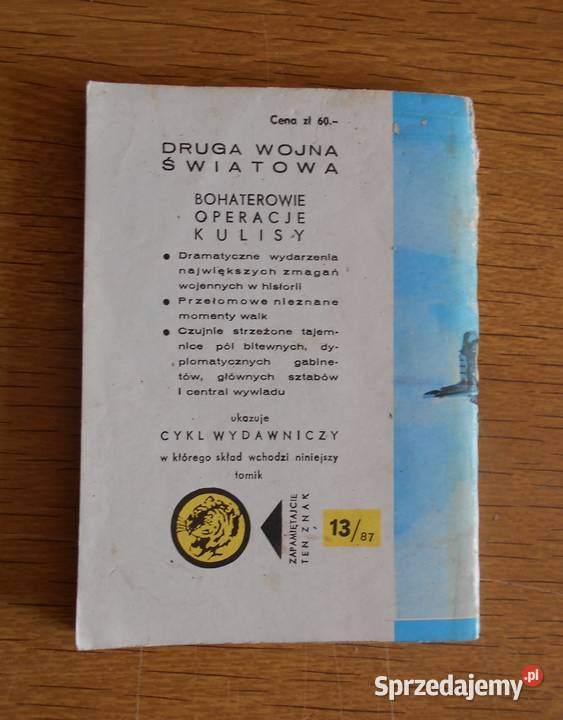 Cena zł 60.-
DRUGA WOJNA
ŚWIATOWA
BOHATEROWIE
OPERACJE
KULISY
• Dramatyczne wydarzenia
największych zmagań
wojennych w historii
• Przełomowe nieznane
momenty walk
• Czujnie strzeżone tajem-
nice pól bitewnych, dy-
plomatycznych gabine-
tów, głównych sztabów
i central wywiadu
ukazuje
CYKL WYDAWNICZY
w którego skład wchodzi niniejszy
tomik
ZAPAMIĘTAJCIE
TEN ZNAK
13/87
Sprzedajemy.pl